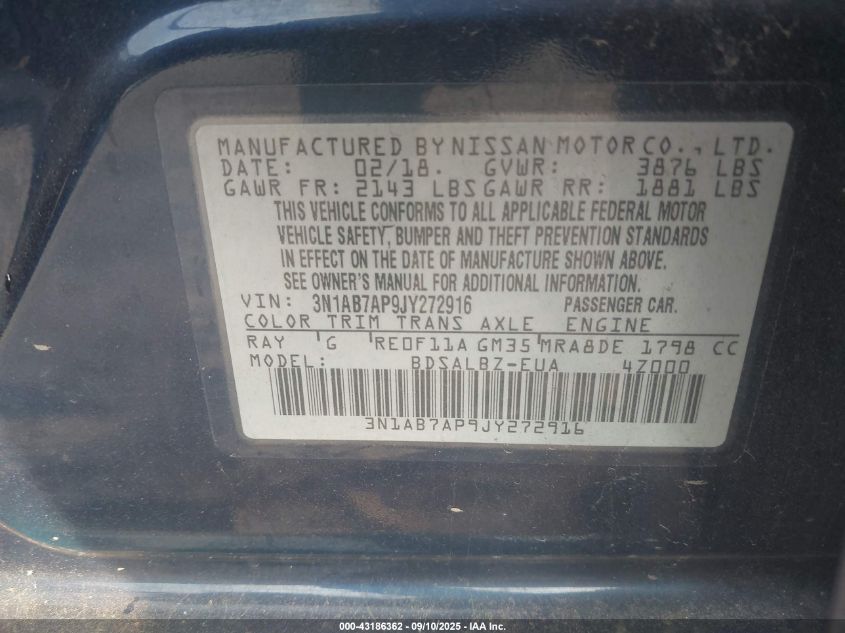 MANUFACTURED BY NISSAN MOTOR CO., LTD.
DATE: 02/18. GVWR: 3876 LBS
GAWR FR: 2143 LBS GAWR RR: 1881 LBS
THIS VEHICLE CONFORMS TO ALL APPLICABLE FEDERAL MOTOR
VEHICLE SAFETY, BUMPER AND THEFT PREVENTION STANDARDS
IN EFFECT ON THE DATE OF MANUFACTURE SHOWN ABOVE.
SEE OWNER'S MANUAL FOR ADDITIONAL INFORMATION.
VIN: 3N1AB7AP9JY272916 PASSENGER CAR.
COLOR TRIM TRANS AXLE ENGINE
RAY G RE0F11A GM35 MRA8DE 1798 CC
MODEL: BDSALBZ-EUA 4Z000
3N1AB7AP9JY272916
000-43186362 - 09/10/2025 - IAAI.com